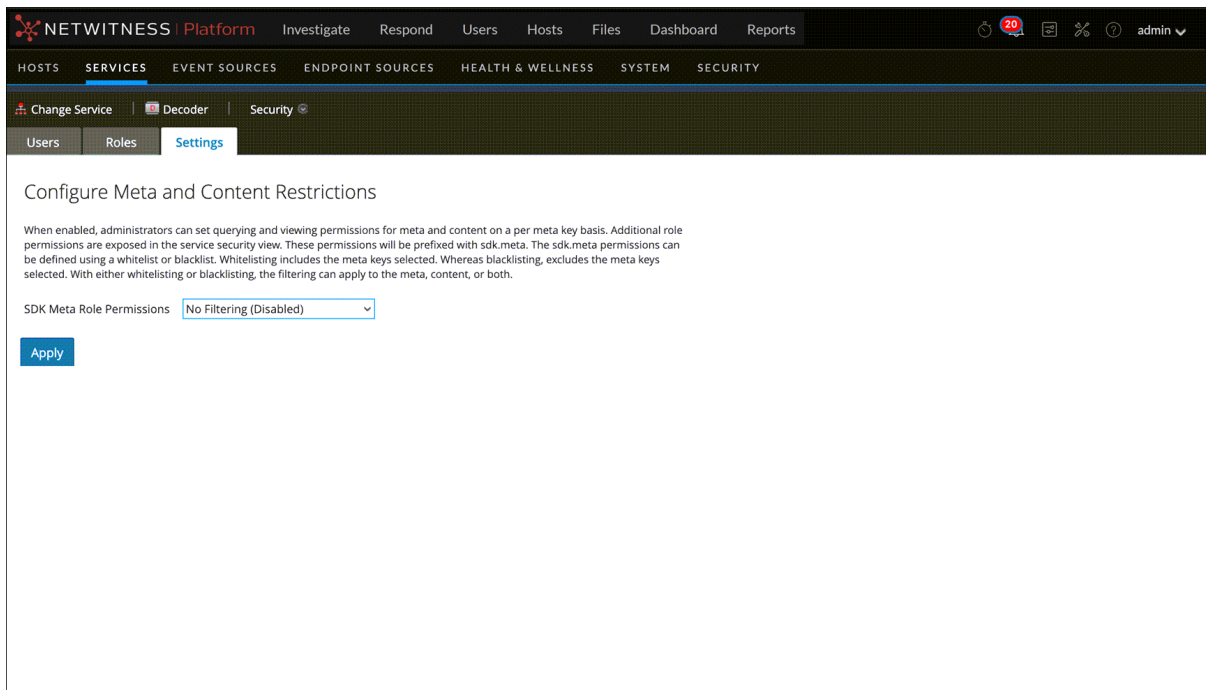 NETWITNESS | Platform Investigate Respond Users Hosts Files Dashboard Reports 20 admin
HOSTS SERVICES EVENT SOURCES ENDPOINT SOURCES HEALTH & WELLNESS SYSTEM SECURITY
Change Service | Decoder | Security
Users Roles Settings
Configure Meta and Content Restrictions
When enabled, administrators can set querying and viewing permissions for meta and content on a per meta key basis. Additional role
permissions are exposed in the service security view. These permissions will be prefixed with sdk.meta. The sdk.meta permissions can
be defined using a whitelist or blacklist. Whitelisting includes the meta keys selected. Whereas blacklisting, excludes the meta keys
selected. With either whitelisting or blacklisting, the filtering can apply to the meta, content, or both.
SDK Meta Role Permissions No Filtering (Disabled)
Apply